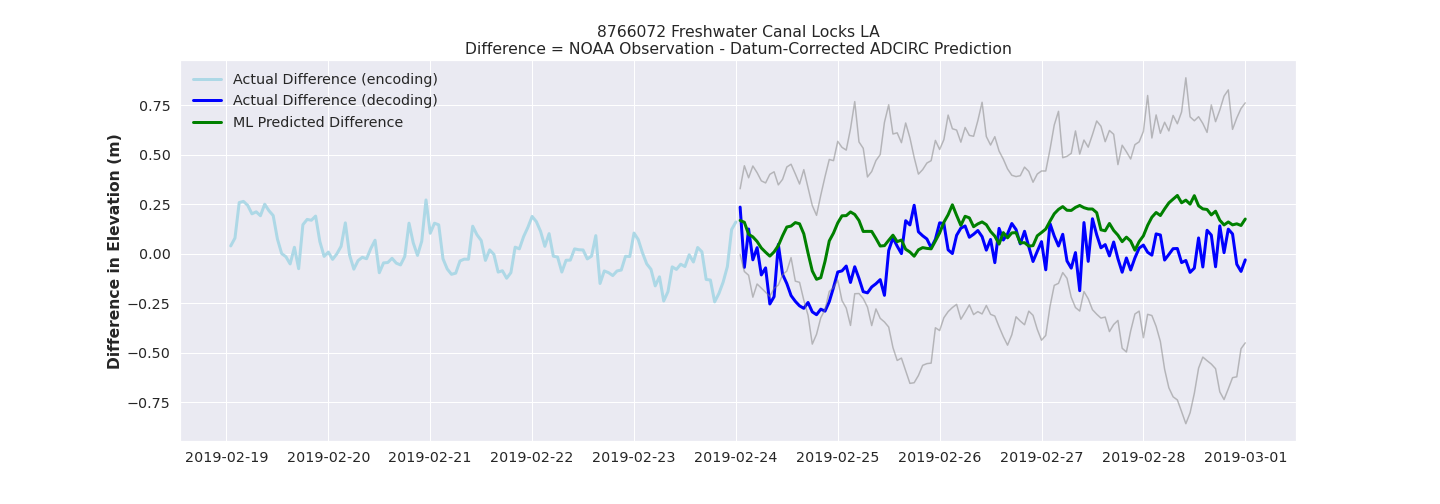 8766072 Freshwater Canal Locks LA
Difference = NOAA Observation - Datum-Corrected ADCIRC Prediction
Actual Difference (encoding)
Actual Difference (decoding)
ML Predicted Difference
Difference in Elevation (m)
0.75
0.50
0.25
0.00
−0.25
−0.50
−0.75
2019-02-19 2019-02-20 2019-02-21 2019-02-22 2019-02-23 2019-02-24 2019-02-25 2019-02-26 2019-02-27 2019-02-28 2019-03-01